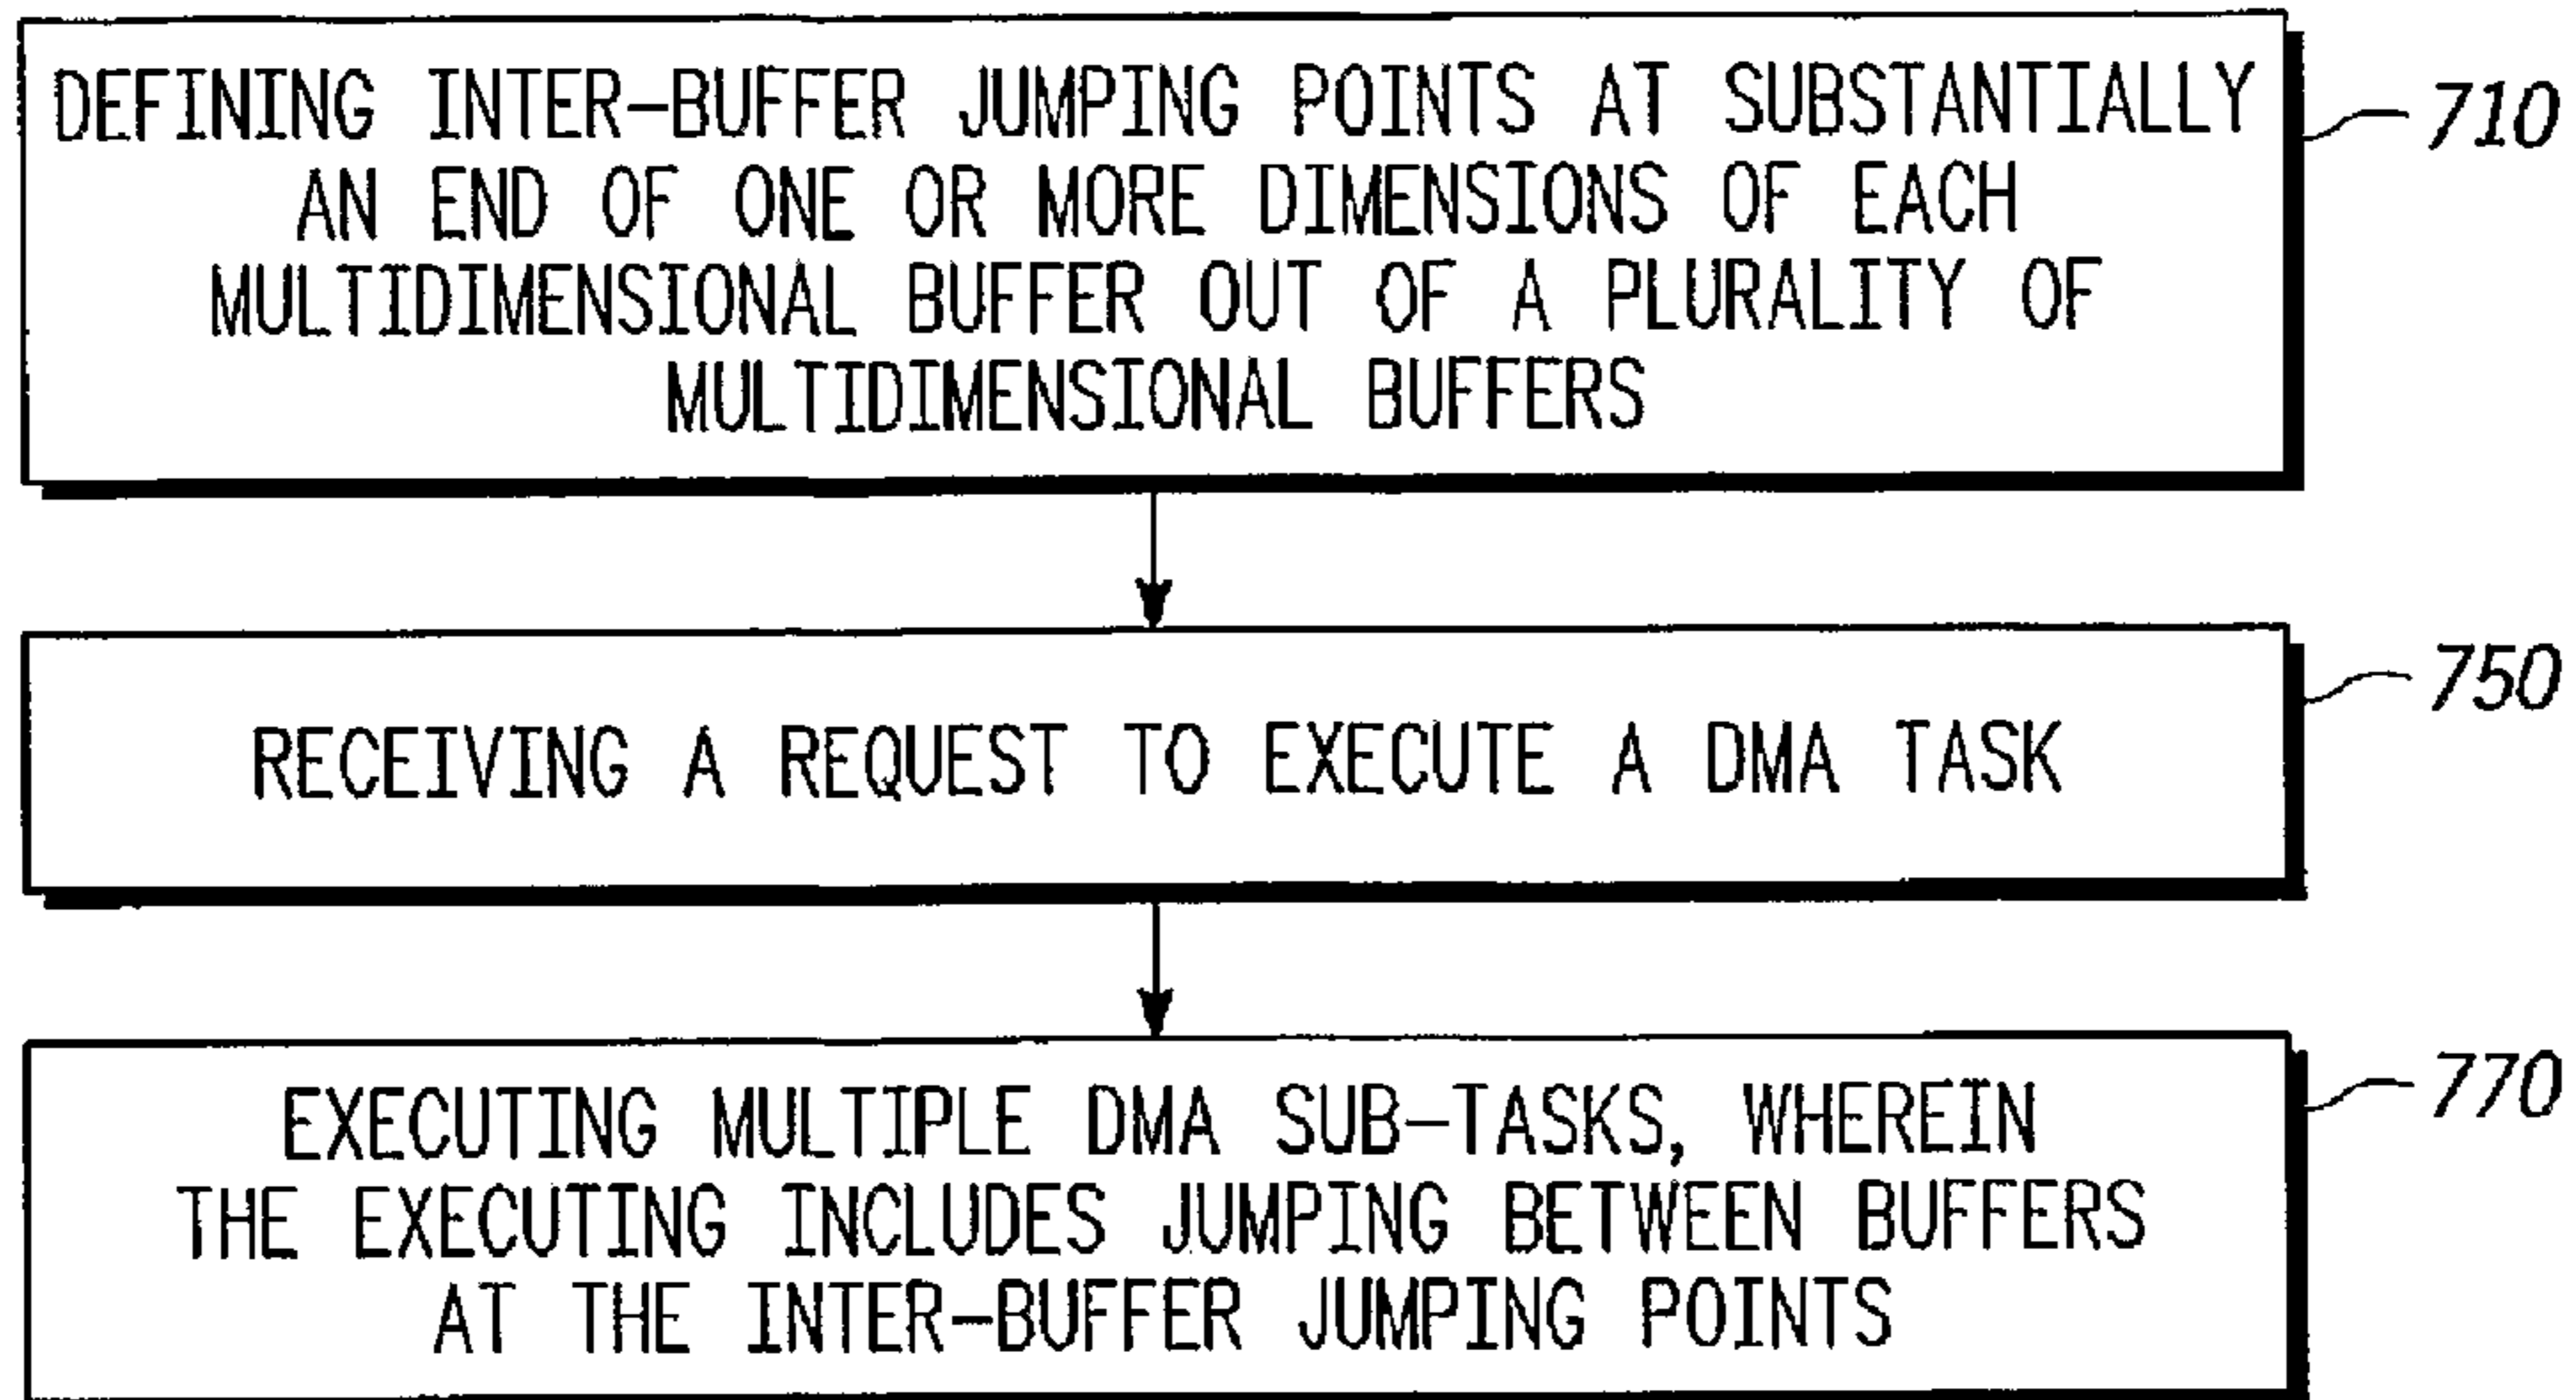 DEFINING INTER-BUFFER JUMPING POINTS AT SUBSTANTIALLY
AN END OF ONE OR MORE DIMENSIONS OF EACH
MULTIDIMENSIONAL BUFFER OUT OF A PLURALITY OF
MULTIDIMENSIONAL BUFFERS
710
RECEIVING A REQUEST TO EXECUTE A DMA TASK
750
EXECUTING MULTIPLE DMA SUB-TASKS, WHEREIN
THE EXECUTING INCLUDES JUMPING BETWEEN BUFFERS
AT THE INTER-BUFFER JUMPING POINTS
770